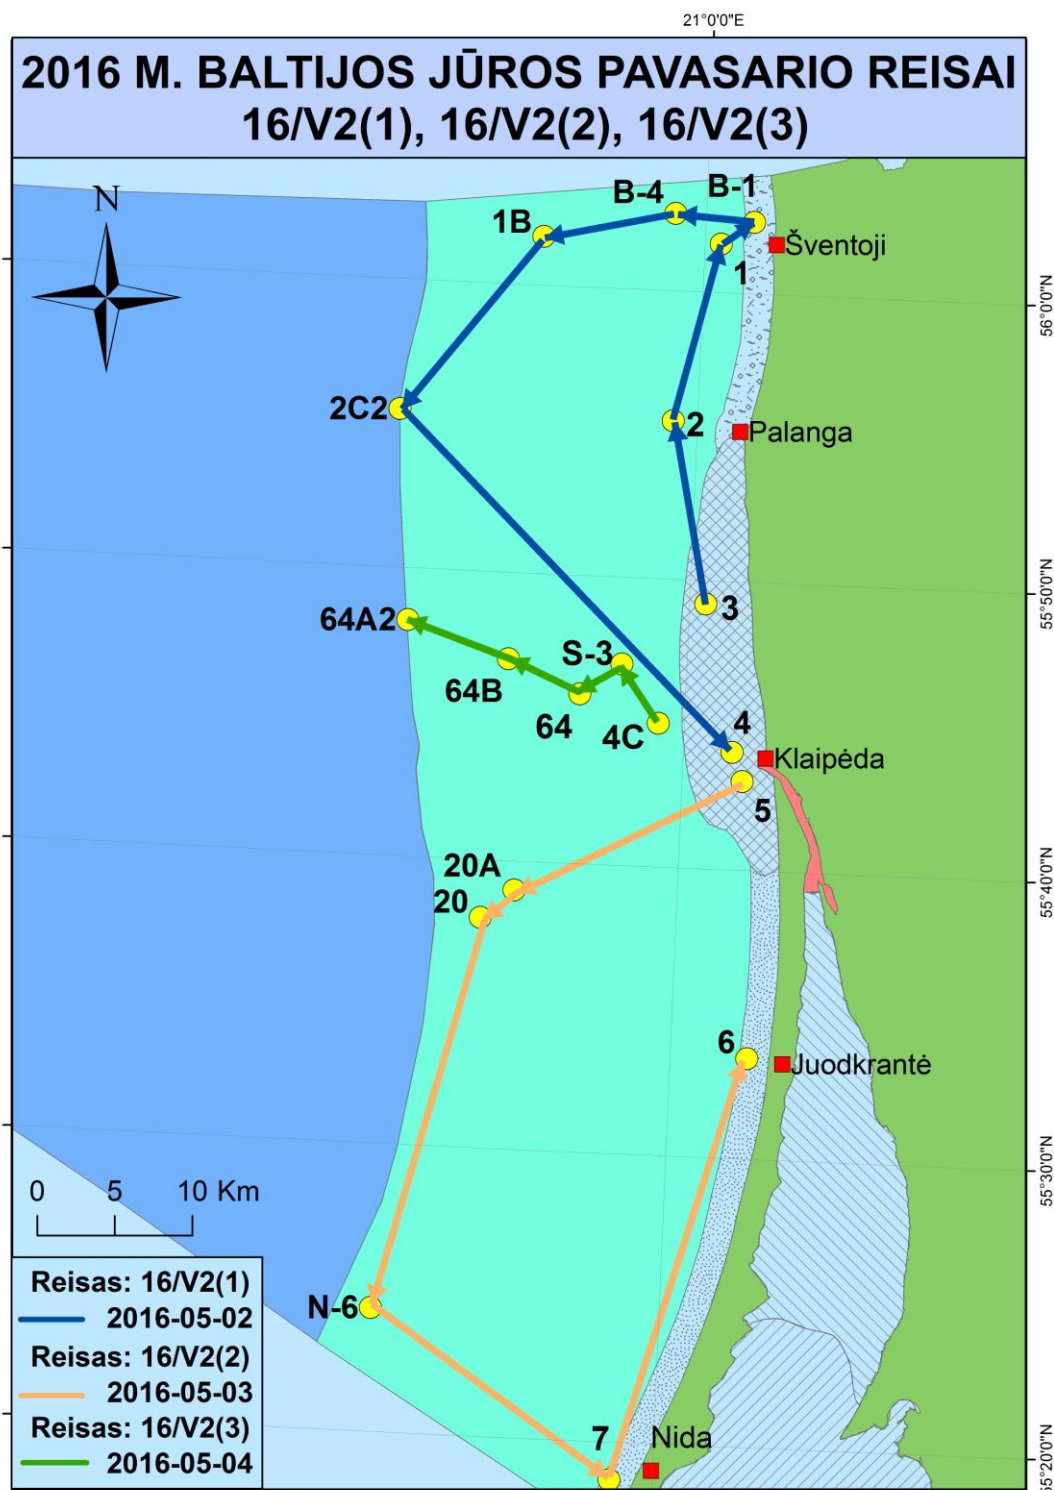 21°0'0"E
2016 M. BALTIJOS JŪROS PAVASARIO REISAI
16/V2(1), 16/V2(2), 16/V2(3)
N
B-4
B-1
1B
1
Šventoji
56°0'0"N
2C2
2
Palanga
55°50'0"N
3
64A2
S-3
64B
64
4C
4
Klaipėda
5
20A
20
55°40'0"N
6
Juodkrantė
55°30'0"N
0 5 10 Km
N-6
7
Nida
55°20'0"N
Reisas: 16/V2(1)
2016-05-02
Reisas: 16/V2(2)
2016-05-03
Reisas: 16/V2(3)
2016-05-04